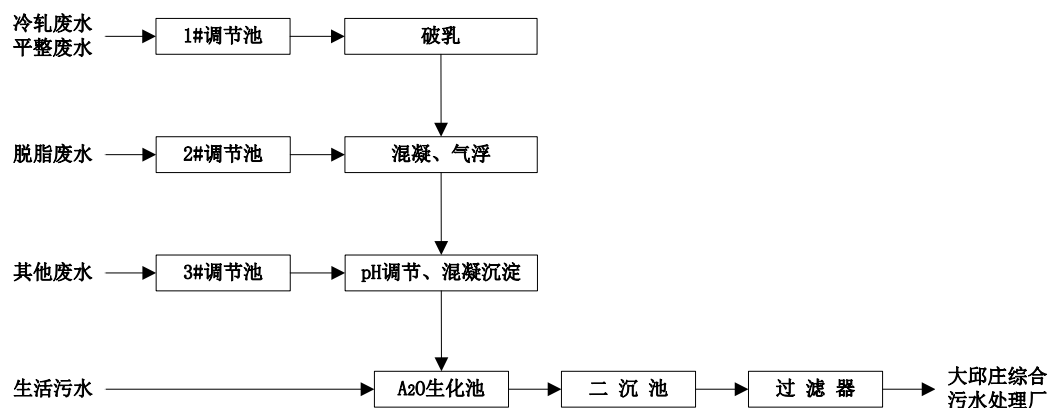 冷轧废水
平整废水
1#调节池
破乳
脱脂废水
2#调节池
混凝、气浮
其他废水
3#调节池
pH调节、混凝沉淀
生活污水
A2O生化池
二 沉 池
过 滤 器
大邱庄综合
污水处理厂